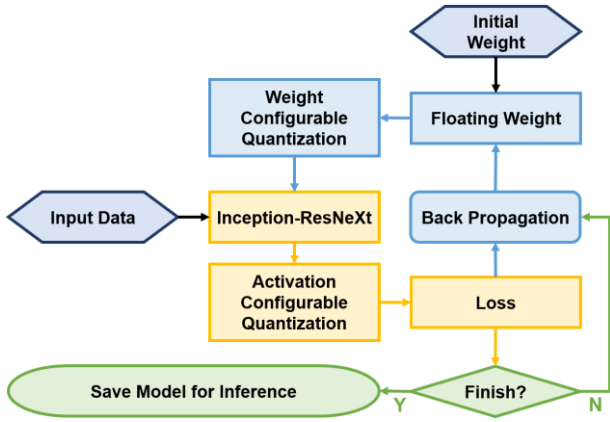 Initial
Weight
Weight
Configurable
Quantization
Floating Weight
Input Data
Inception-ResNeXt
Back Propagation
Activation
Configurable
Quantization
Loss
Save Model for Inference
Y
Finish?
N